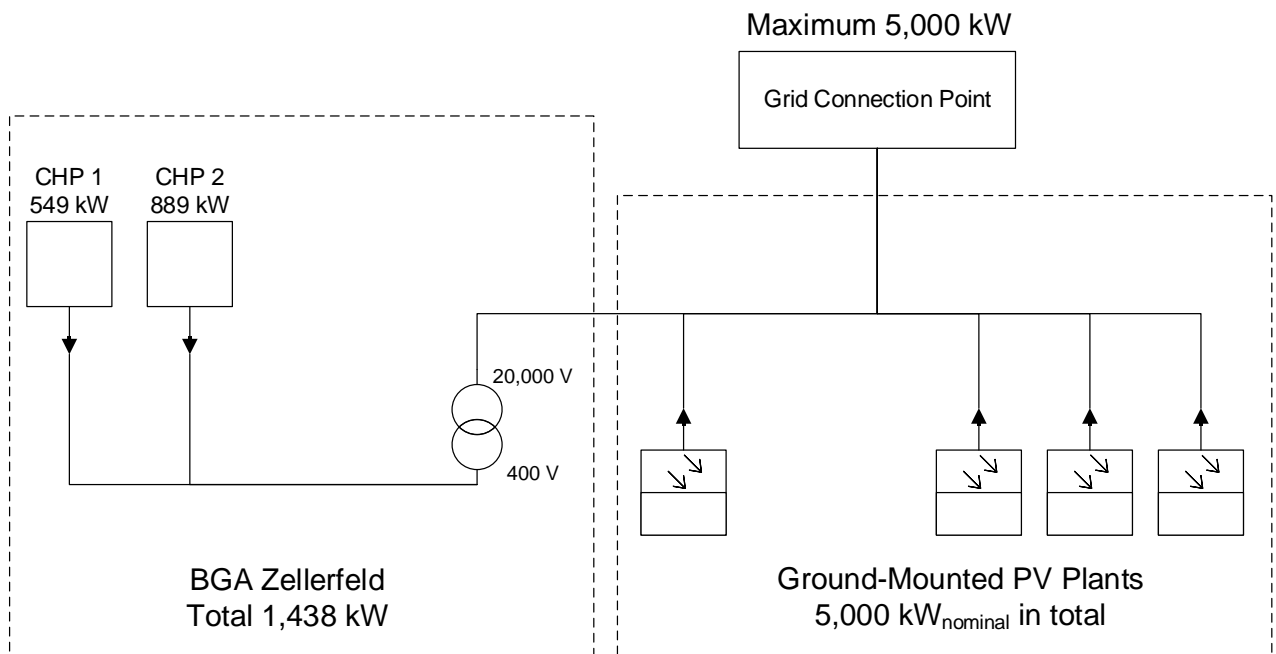 Maximum 5,000 kW
Grid Connection Point
CHP 1
549 kW
CHP 2
889 kW
20,000 V
400 V
BGA Zellerfeld
Total 1,438 kW
Ground-Mounted PV Plants
5,000 kWnominal in total